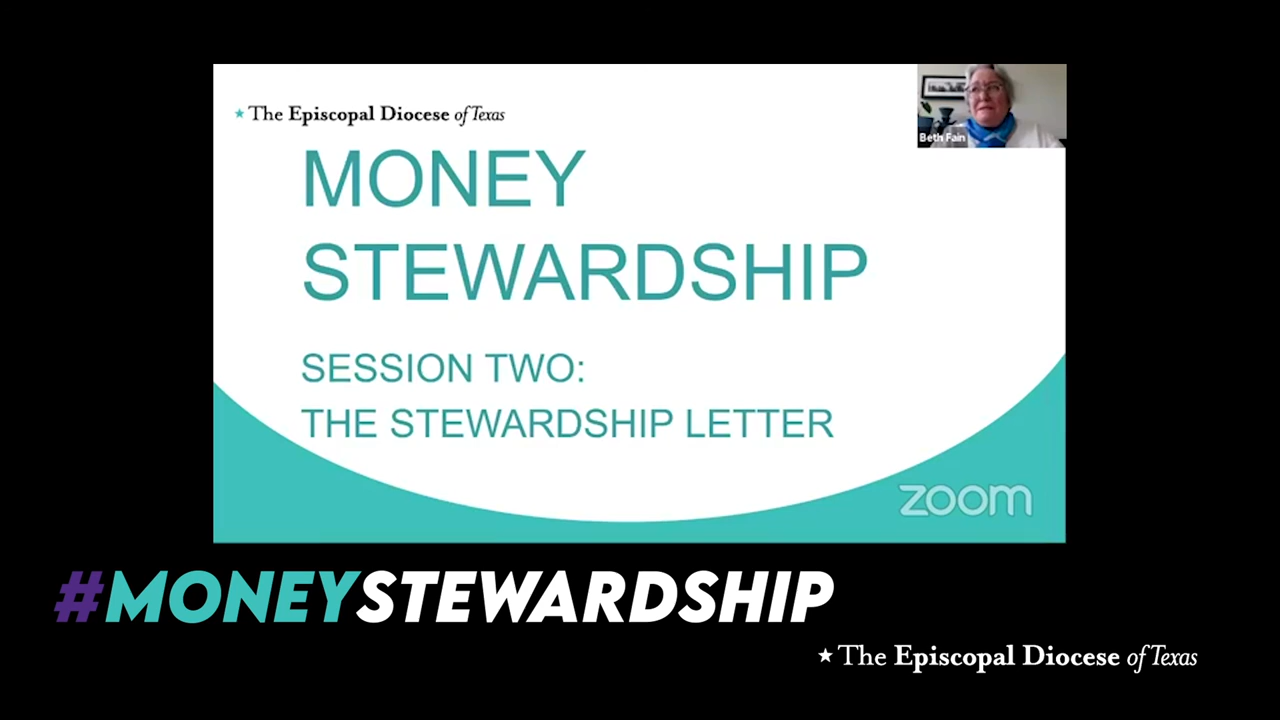 ★ The Episcopal Diocese of Texas
MONEY
STEWARDSHIP
SESSION TWO:
THE STEWARDSHIP LETTER
Beth Fain
zoom
#MONEYSTEWARDSHIP
★ The Episcopal Diocese of Texas